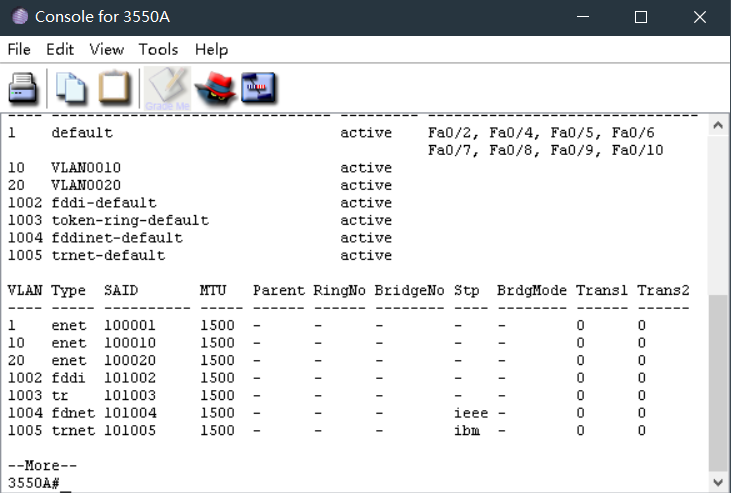 Console for 3550A
File Edit View Tools Help
Grade Me
---- -------------------------------- --------- -------------------------------
1    default                          active    Fa0/2, Fa0/4, Fa0/5, Fa0/6
                                                Fa0/7, Fa0/8, Fa0/9, Fa0/10
10   VLAN0010                         active
20   VLAN0020                         active
1002 fddi-default                     active
1003 token-ring-default               active
1004 fddinet-default                  active
1005 trnet-default                    active
VLAN Type  SAID       MTU   Parent RingNo BridgeNo Stp  BrdgMode Trans1 Trans2
---- ----- ---------- ----- ------ ------ -------- ---- -------- ------ ------
1    enet  100001     1500  -      -      -        -    -        0      0
10   enet  100010     1500  -      -      -        -    -        0      0
20   enet  100020     1500  -      -      -        -    -        0      0
1002 fddi  101002     1500  -      -      -        -    -        0      0
1003 tr    101003     1500  -      -      -        -    -        0      0
1004 fdnet 101004     1500  -      -      -        ieee -        0      0
1005 trnet 101005     1500  -      -      -        ibm  -        0      0
--More--
3550A#_